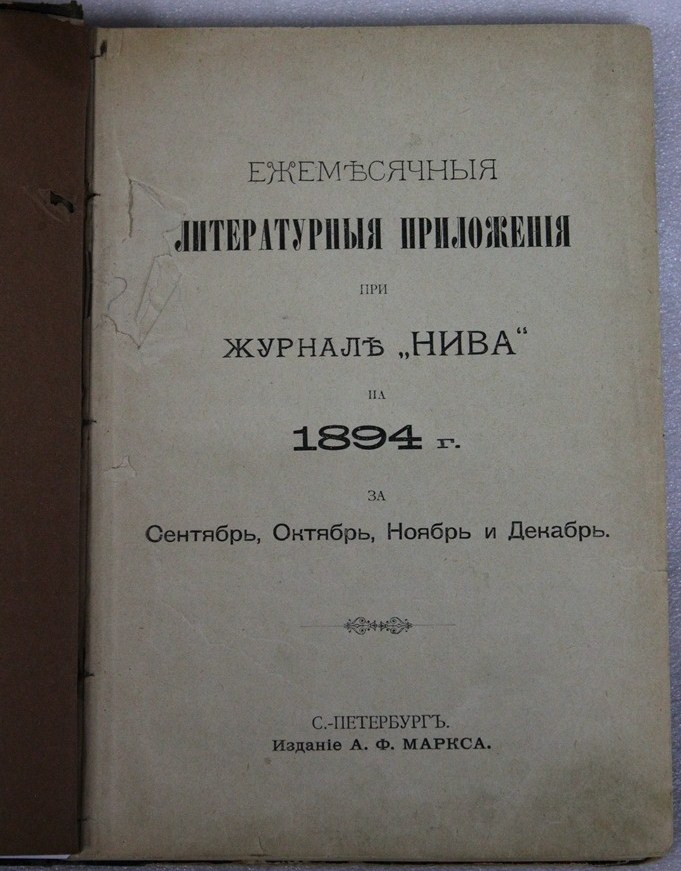 ЕЖЕМѢСЯЧНЫЯ
ЛИТЕРАТУРНЫЯ ПРИЛОЖЕНІЯ
ПРИ
ЖУРНАЛѢ „НИВА“
НА
1894 г.
ЗА
Сентябрь, Октябрь, Ноябрь и Декабрь.
С.-ПЕТЕРБУРГЪ.
Изданіе А. Ф. МАРКСА.